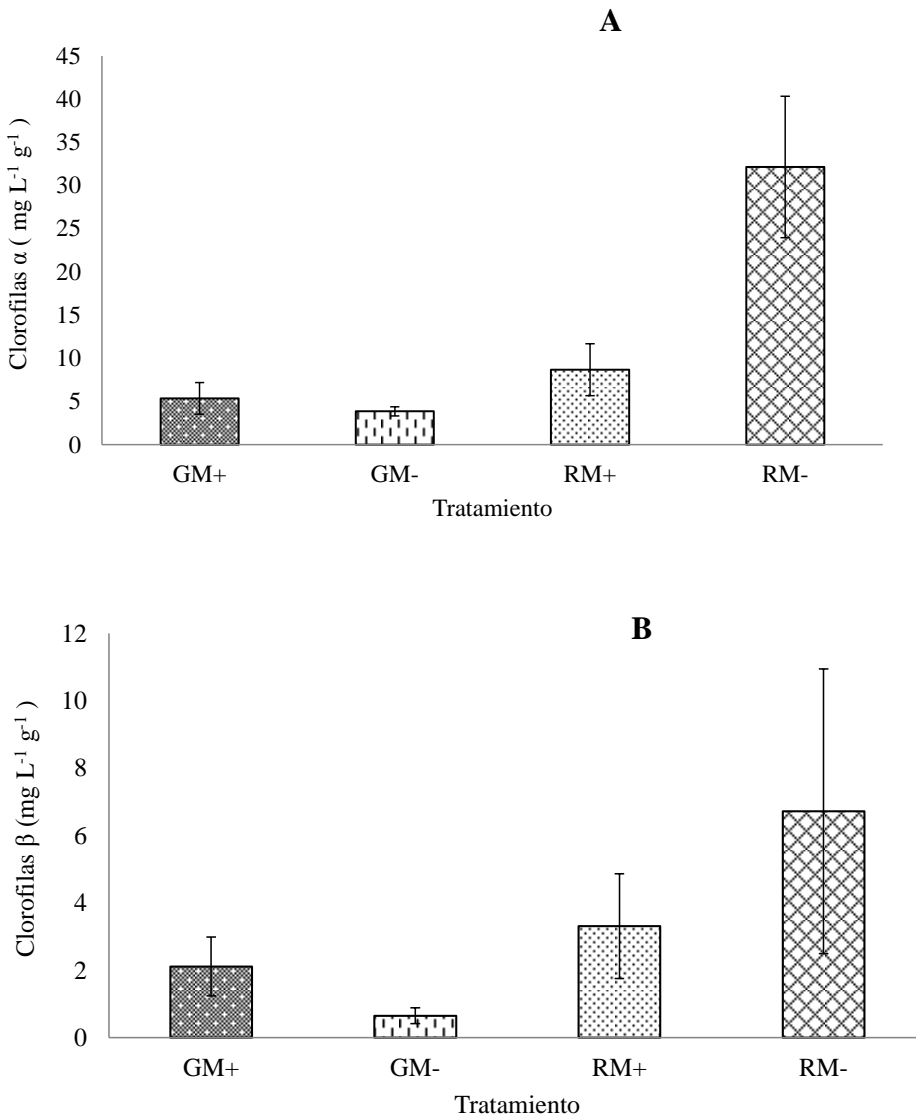 A
45
40
35
30
25
20
15
10
5
0
Clorofilas α ( mg L⁻¹ g⁻¹ )
GM+ GM- RM+ RM-
Tratamiento
B
12
10
8
6
4
2
0
Clorofilas β (mg L⁻¹ g⁻¹ )
GM+ GM- RM+ RM-
Tratamiento